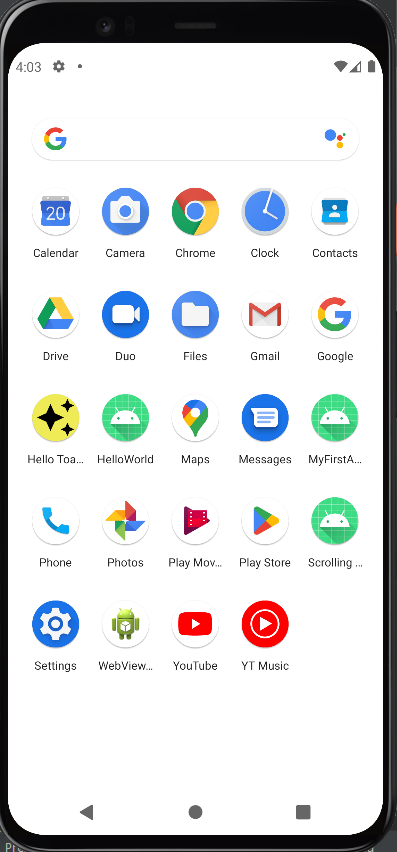 4:03
20
Calendar
Camera
Chrome
Clock
Contacts
Drive
Duo
Files
Gmail
Google
Hello Toa...
HelloWorld
Maps
Messages
MyFirstA...
Phone
Photos
Play Mov...
Play Store
Scrolling ...
Settings
WebView...
YouTube
YT Music